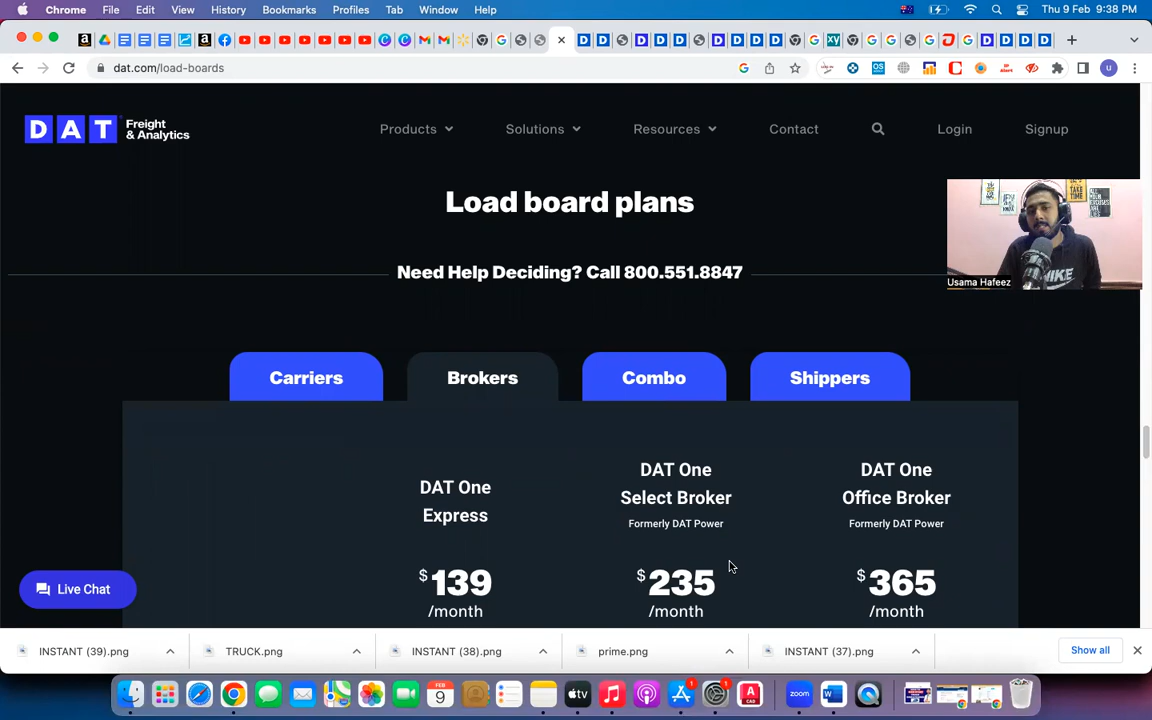 Chrome File Edit View History Bookmarks Profiles Tab Window Help Thu 9 Feb 9:38 PM
dat.com/load-boards
DAT Freight & Analytics
Products Solutions Resources Contact Login Signup
Load board plans
Need Help Deciding? Call 800.551.8847
Usama Hafeez
Carriers Brokers Combo Shippers
DAT One
Express
DAT One
Select Broker
Formerly DAT Power
DAT One
Office Broker
Formerly DAT Power
$139
/month
$235
/month
$365
/month
Live Chat
INSTANT (39).png TRUCK.png INSTANT (38).png prime.png INSTANT (37).png Show all